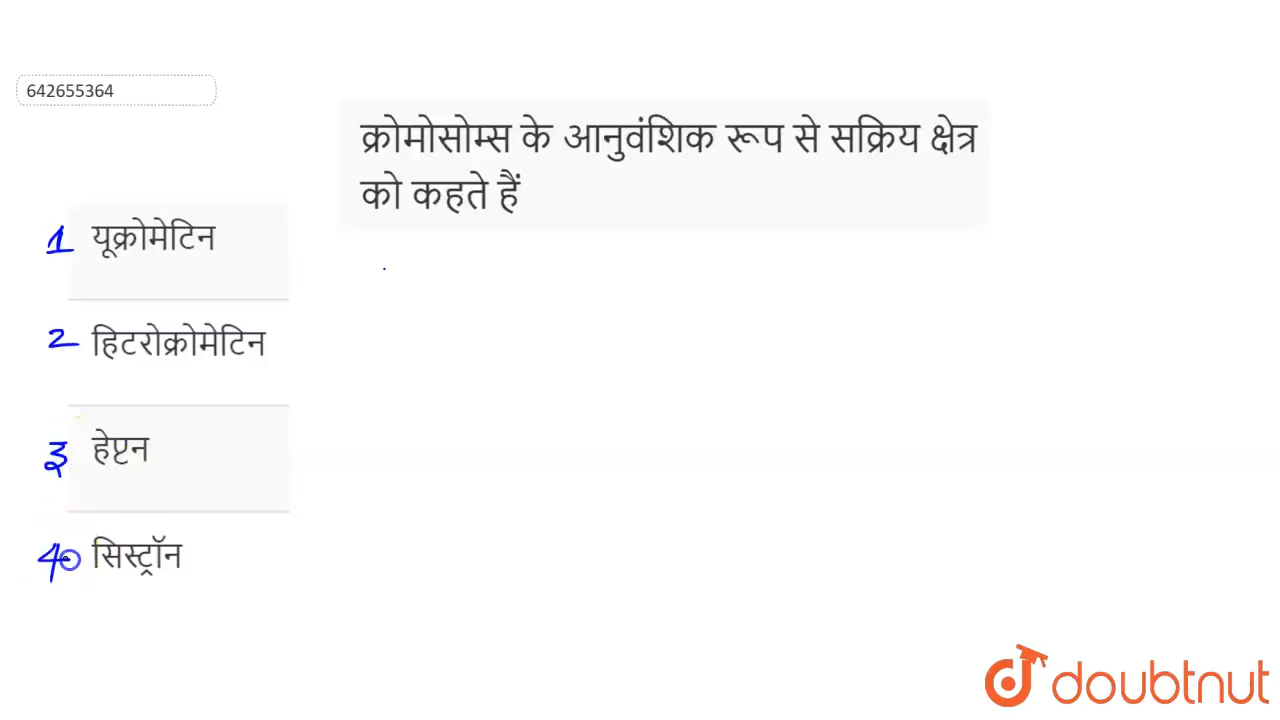 642655364
क्रोमोसोम्स के आनुवंशिक रूप से सक्रिय क्षेत्र
को कहते हैं
1 यूक्रोमेटिन
2 हिटरोक्रोमेटिन
3 हेप्टन
4 सिस्ट्रॉन
doubtnut